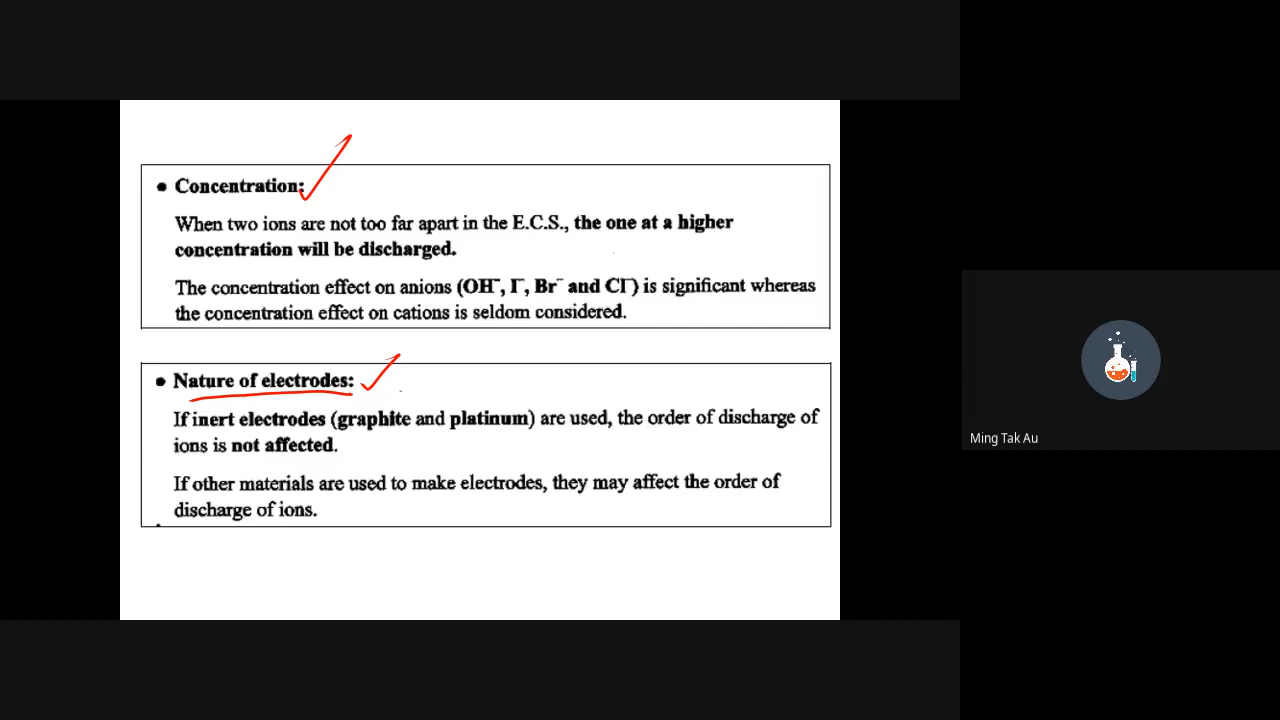 ● Concentration:
When two ions are not too far apart in the E.C.S., the one at a higher
concentration will be discharged.
The concentration effect on anions (OH⁻, I⁻, Br⁻ and Cl⁻) is significant whereas
the concentration effect on cations is seldom considered.
● Nature of electrodes:
If inert electrodes (graphite and platinum) are used, the order of discharge of
ions is not affected.
If other materials are used to make electrodes, they may affect the order of
discharge of ions.
Ming Tak Au